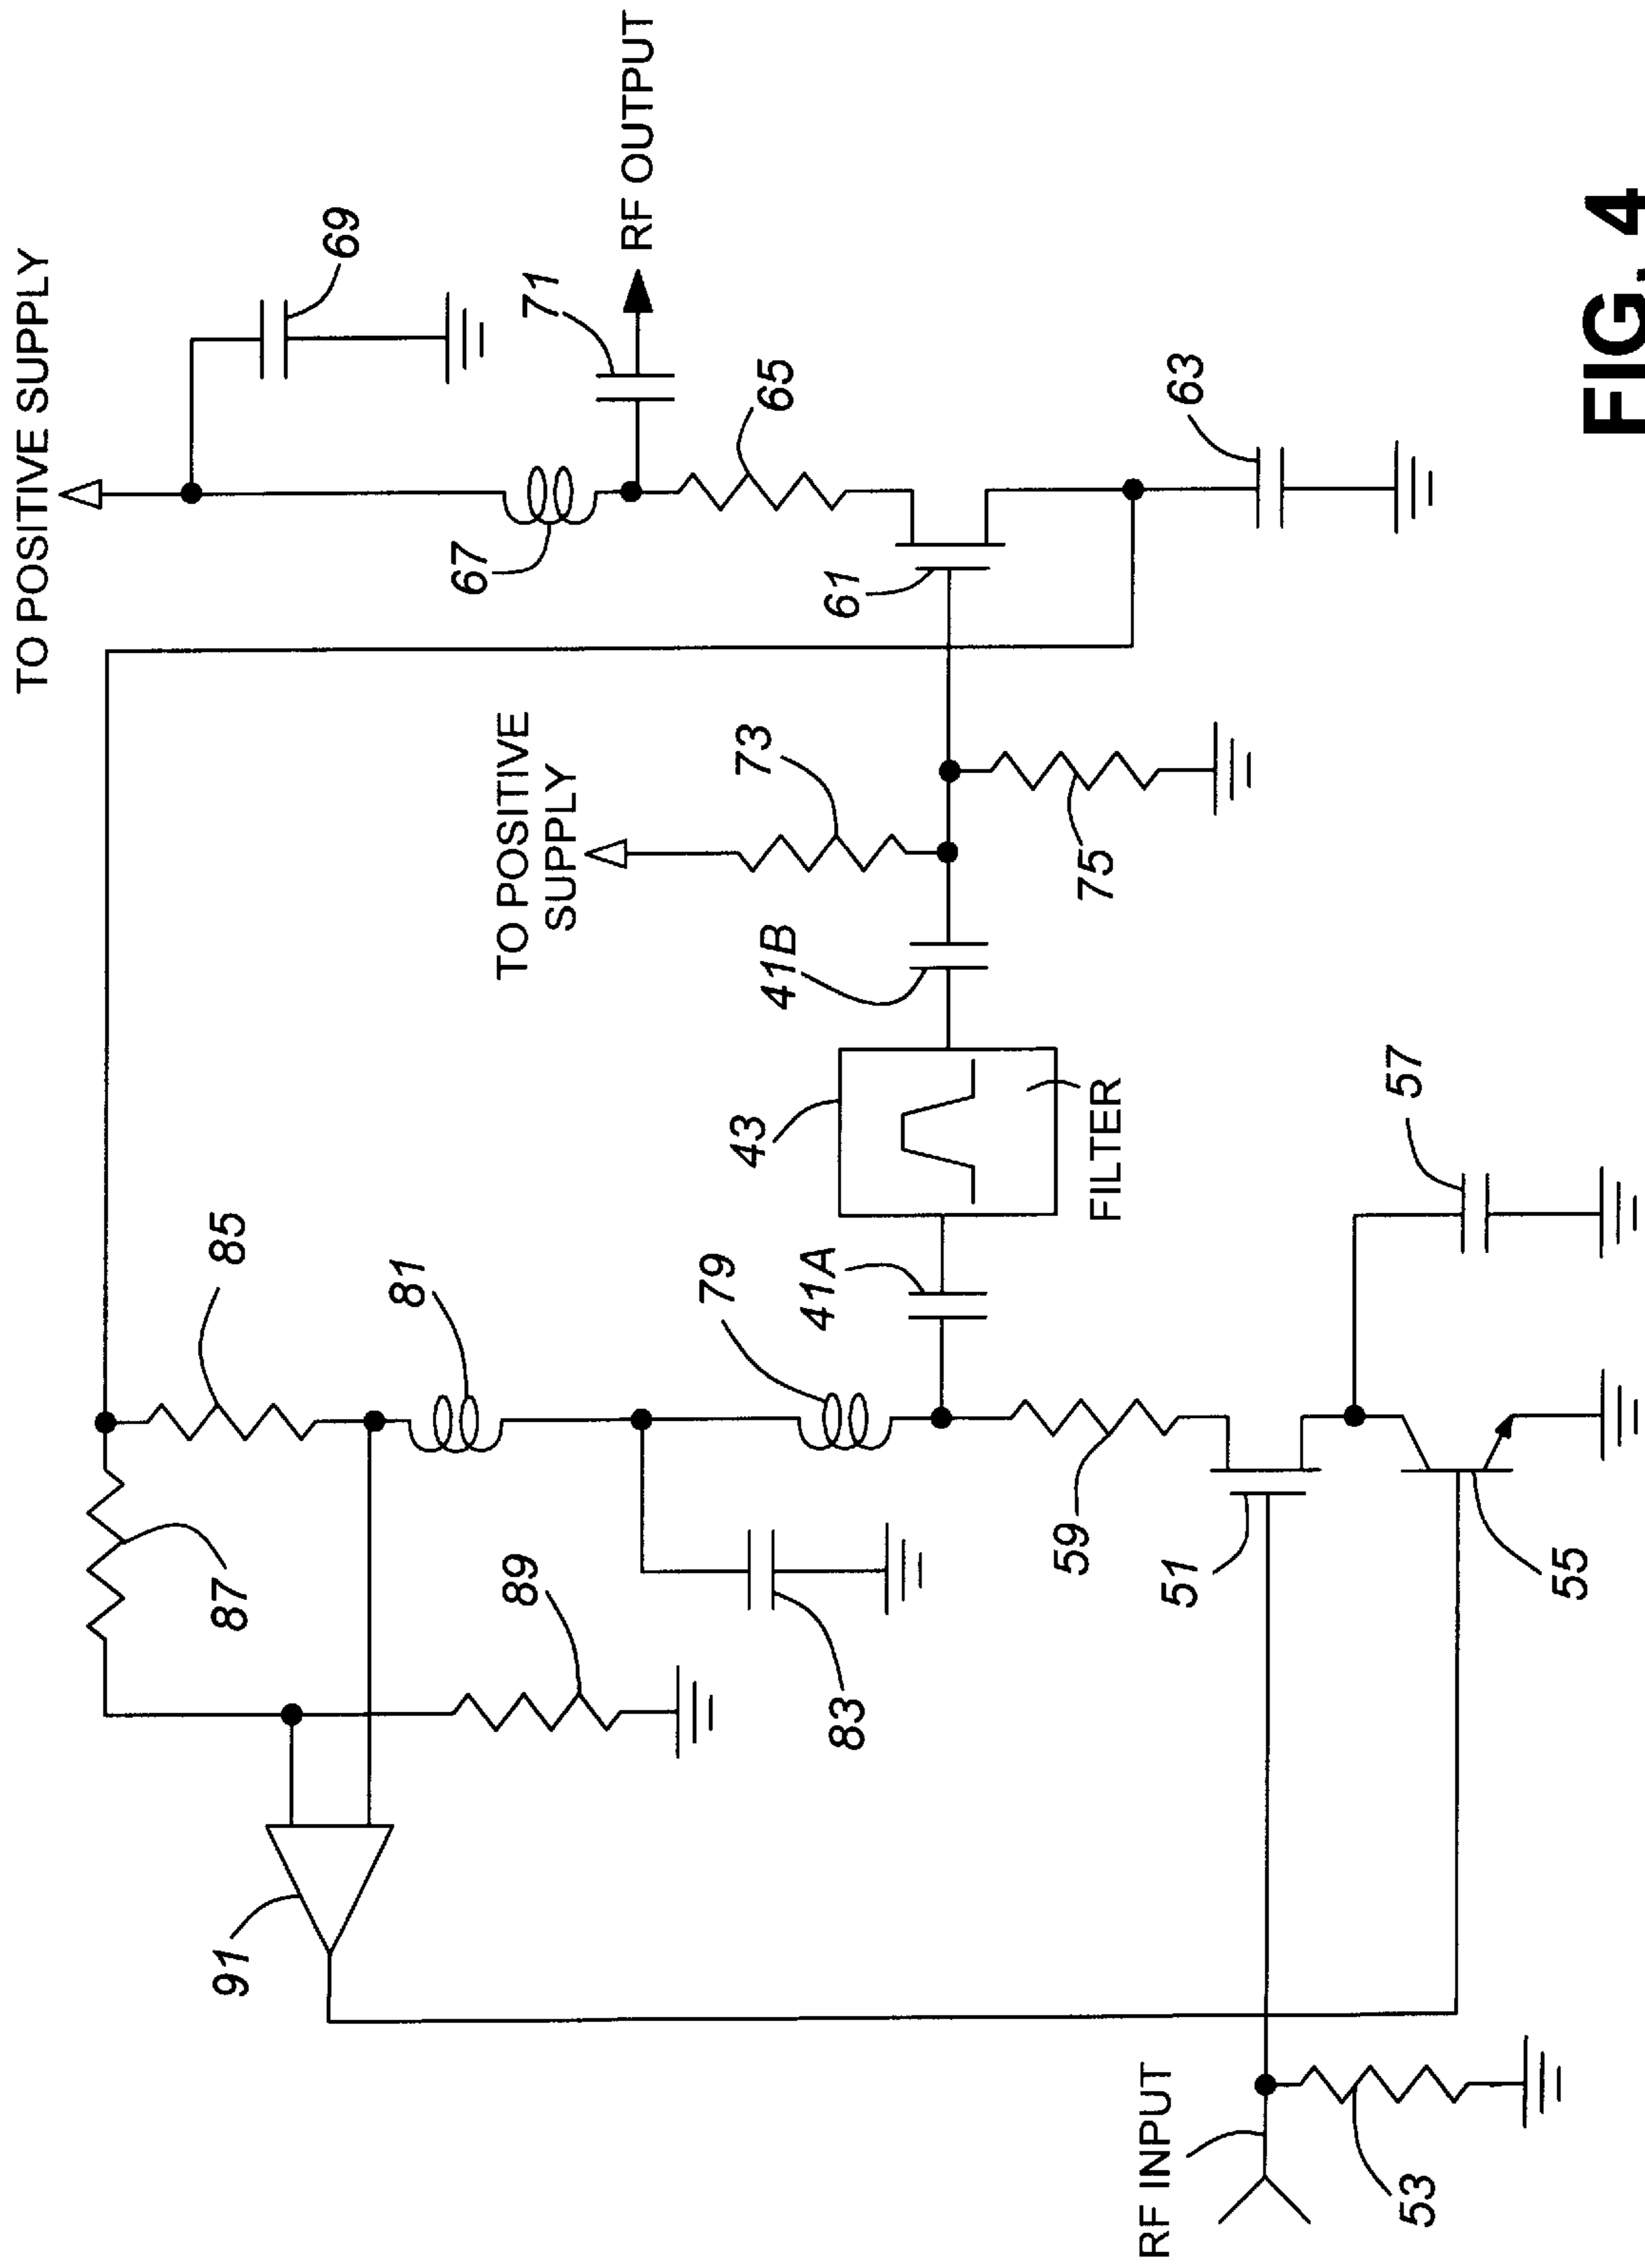 TO POSITIVE SUPPLY
69
71
RF OUTPUT
67
65
61
63
TO POSITIVE
SUPPLY
73
75
41B
43
FILTER
41A
85
81
79
87
89
83
59
51
55
57
91
RF INPUT
53
FIG. 4